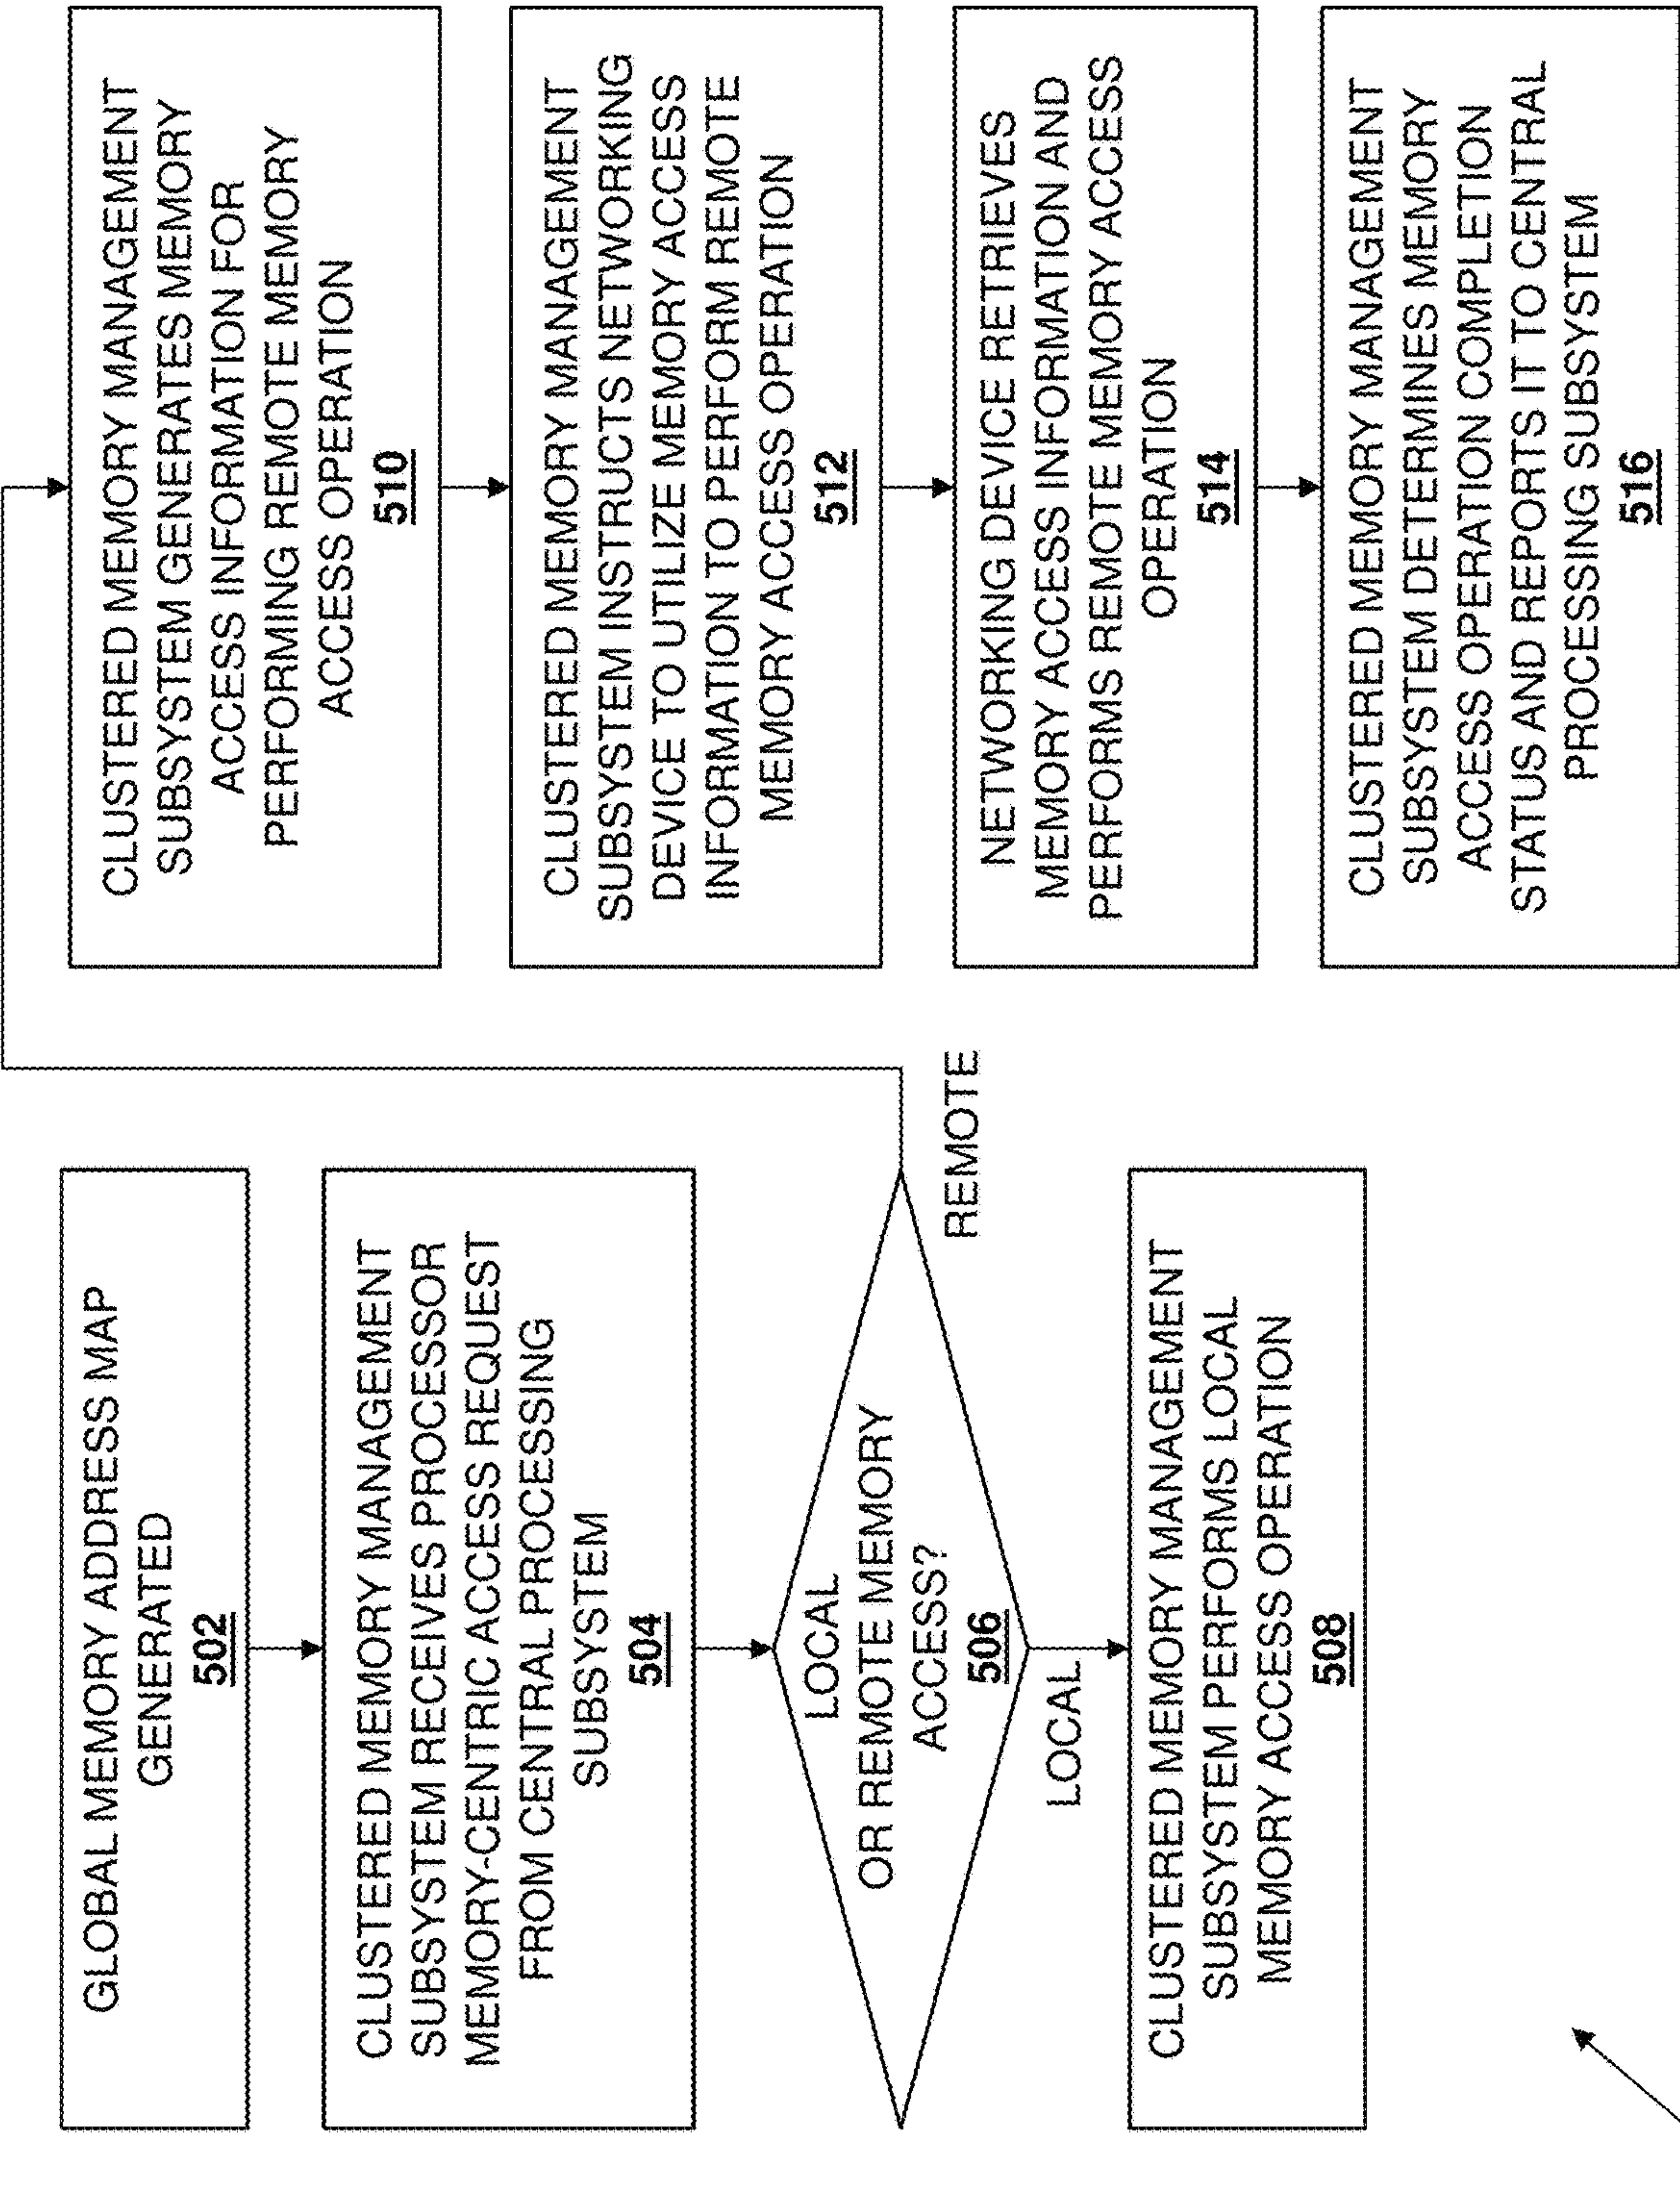 GLOBAL MEMORY ADDRESS MAP
GENERATED
502
CLUSTERED MEMORY MANAGEMENT
SUBSYSTEM RECEIVES PROCESSOR
MEMORY-CENTRIC ACCESS REQUEST
FROM CENTRAL PROCESSING
SUBSYSTEM
504
LOCAL
OR REMOTE MEMORY
ACCESS?
506
REMOTE
LOCAL
CLUSTERED MEMORY MANAGEMENT
SUBSYSTEM PERFORMS LOCAL
MEMORY ACCESS OPERATION
508
CLUSTERED MEMORY MANAGEMENT
SUBSYSTEM GENERATES MEMORY
ACCESS INFORMATION FOR
PERFORMING REMOTE MEMORY
ACCESS OPERATION
510
CLUSTERED MEMORY MANAGEMENT
SUBSYSTEM INSTRUCTS NETWORKING
DEVICE TO UTILIZE MEMORY ACCESS
INFORMATION TO PERFORM REMOTE
MEMORY ACCESS OPERATION
512
NETWORKING DEVICE RETRIEVES
MEMORY ACCESS INFORMATION AND
PERFORMS REMOTE MEMORY ACCESS
OPERATION
514
CLUSTERED MEMORY MANAGEMENT
SUBSYSTEM DETERMINES MEMORY
ACCESS OPERATION COMPLETION
STATUS AND REPORTS IT TO CENTRAL
PROCESSING SUBSYSTEM
516